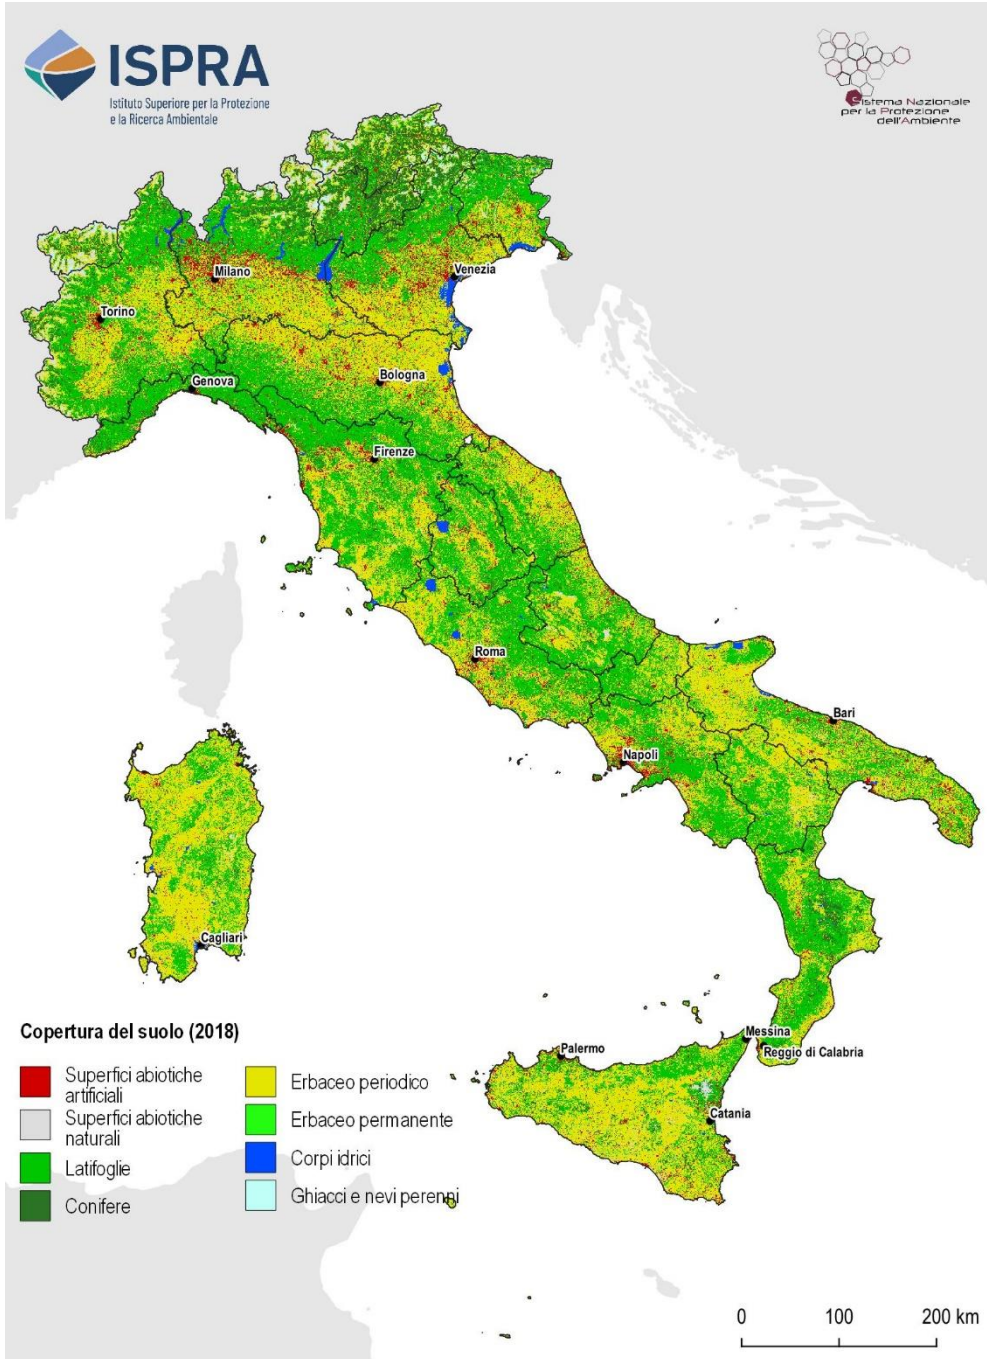 ISPRA
Istituto Superiore per la Protezione
e la Ricerca Ambientale
Sistema Nazionale
per la Protezione
dell'Ambiente
Milano
Venezia
Torino
Genova
Bologna
Firenze
Roma
Bari
Napoli
Cagliari
Messina
Palermo
Reggio di Calabria
Catania
Copertura del suolo (2018)
Superfici abiotiche
artificiali
Superfici abiotiche
naturali
Latifoglie
Conifere
Erbaceo periodico
Erbaceo permanente
Corpi idrici
Ghiacci e nevi perenni
0 100 200 km